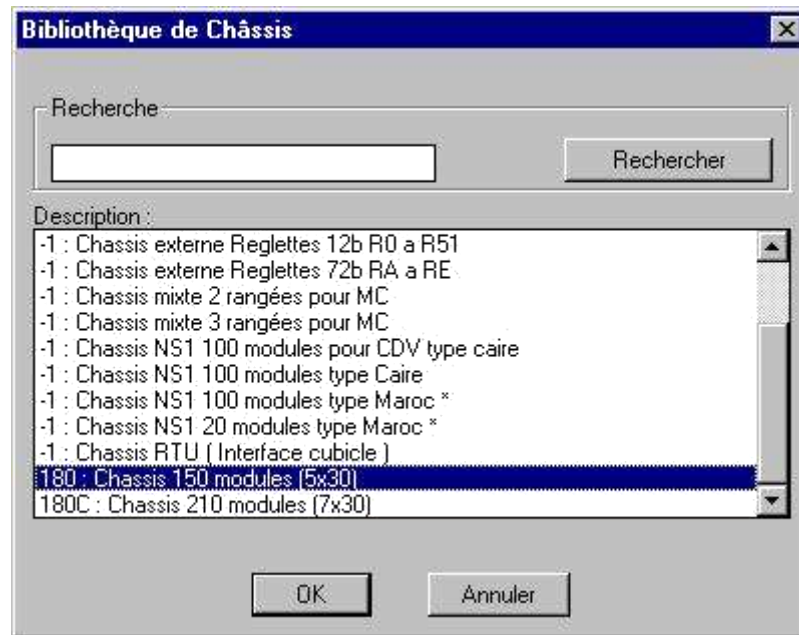 Bibliothèque de Châssis
Recherche
Rechercher
Description :
-1 : Chassis externe Reglettes 12b R0 a R51
-1 : Chassis externe Reglettes 72b RA a RE
-1 : Chassis mixte 2 rangées pour MC
-1 : Chassis mixte 3 rangées pour MC
-1 : Chassis NS1 100 modules pour CDV type caire
-1 : Chassis NS1 100 modules type Caire
-1 : Chassis NS1 100 modules type Maroc *
-1 : Chassis NS1 20 modules type Maroc *
-1 : Chassis RTU ( Interface cubicle )
180 : Chassis 150 modules (5x30)
180C : Chassis 210 modules (7x30)
OK Annuler